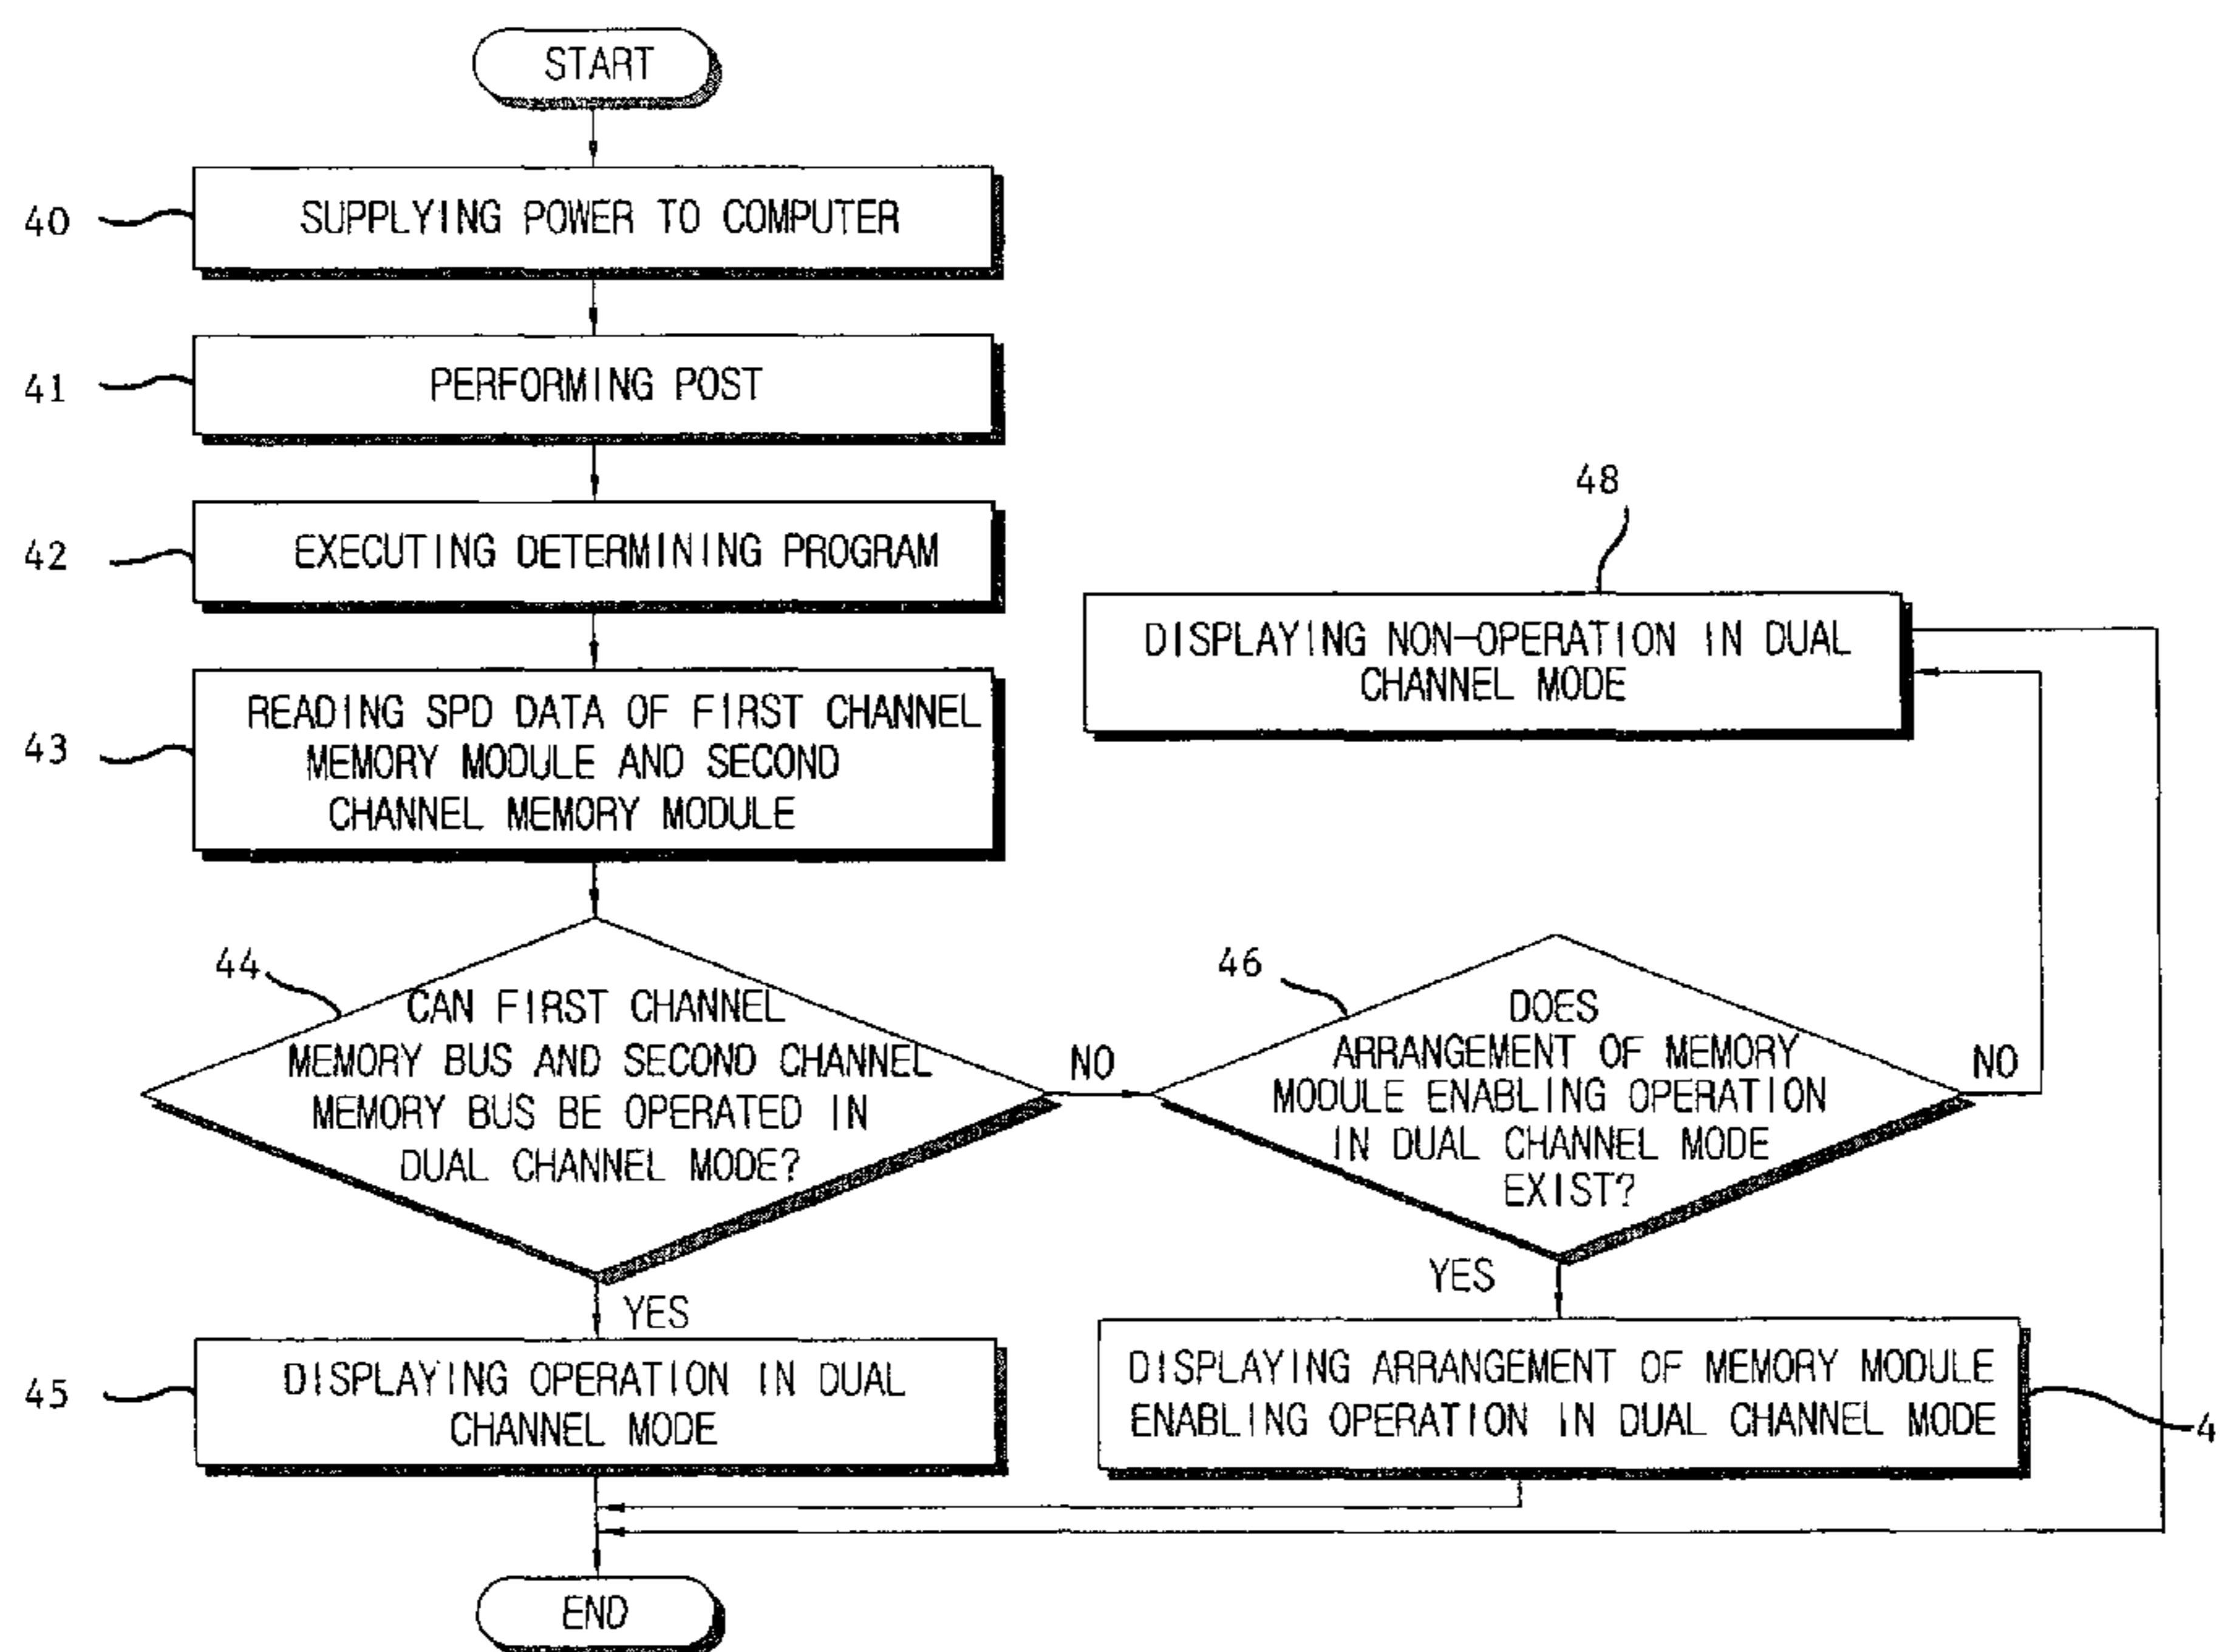 START
40
SUPPLYING POWER TO COMPUTER
41
PERFORMING POST
42
EXECUTING DETERMINING PROGRAM
48
DISPLAYING NON-OPERATION IN DUAL
CHANNEL MODE
43
READING SPD DATA OF FIRST CHANNEL
MEMORY MODULE AND SECOND
CHANNEL MEMORY MODULE
44
CAN FIRST CHANNEL
MEMORY BUS AND SECOND CHANNEL
MEMORY BUS BE OPERATED IN
DUAL CHANNEL MODE?
NO
46
DOES
ARRANGEMENT OF MEMORY
MODULE ENABLING OPERATION
IN DUAL CHANNEL MODE
EXIST?
NO
YES
YES
45
DISPLAYING OPERATION IN DUAL
CHANNEL MODE
DISPLAYING ARRANGEMENT OF MEMORY MODULE
ENABLING OPERATION IN DUAL CHANNEL MODE
4
END